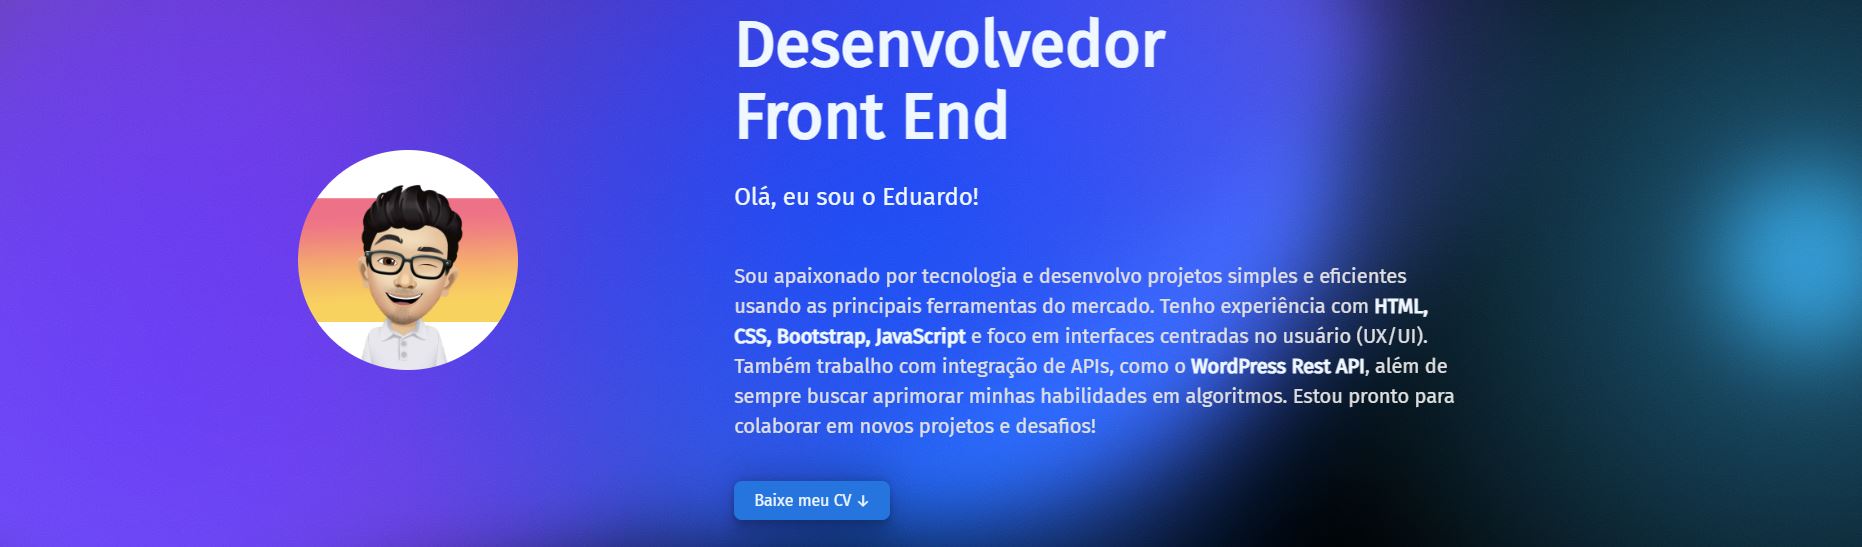 Desenvolvedor
Front End
Olá, eu sou o Eduardo!
Sou apaixonado por tecnologia e desenvolvo projetos simples e eficientes
usando as principais ferramentas do mercado. Tenho experiência com HTML,
CSS, Bootstrap, JavaScript e foco em interfaces centradas no usuário (UX/UI).
Também trabalho com integração de APIs, como o WordPress Rest API, além de
sempre buscar aprimorar minhas habilidades em algoritmos. Estou pronto para
colaborar em novos projetos e desafios!
Baixe meu CV ↓